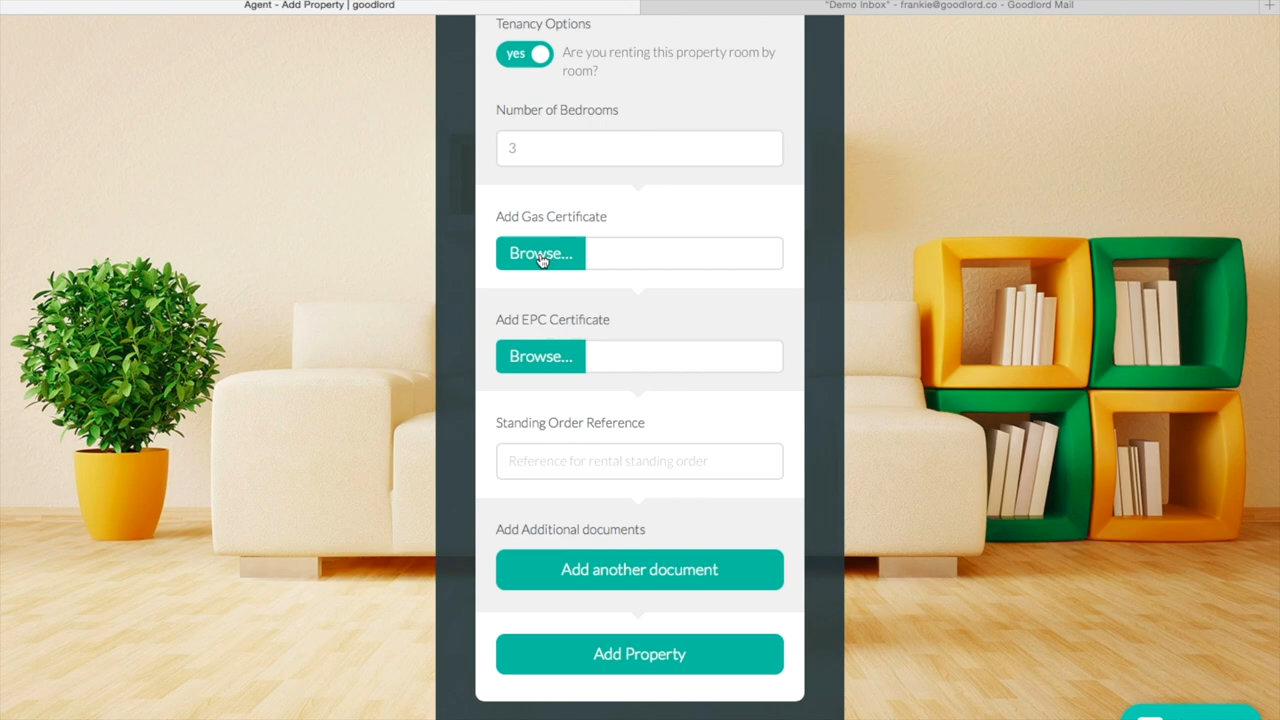 Agent - Add Property | goodlord
"Demo Inbox" - frankie@goodlord.co - Goodlord Mail
+
Tenancy Options
yes
Are you renting this property room by
room?
Number of Bedrooms
3
Add Gas Certificate
Browse...
Add EPC Certificate
Browse...
Standing Order Reference
Reference for rental standing order
Add Additional documents
Add another document
Add Property